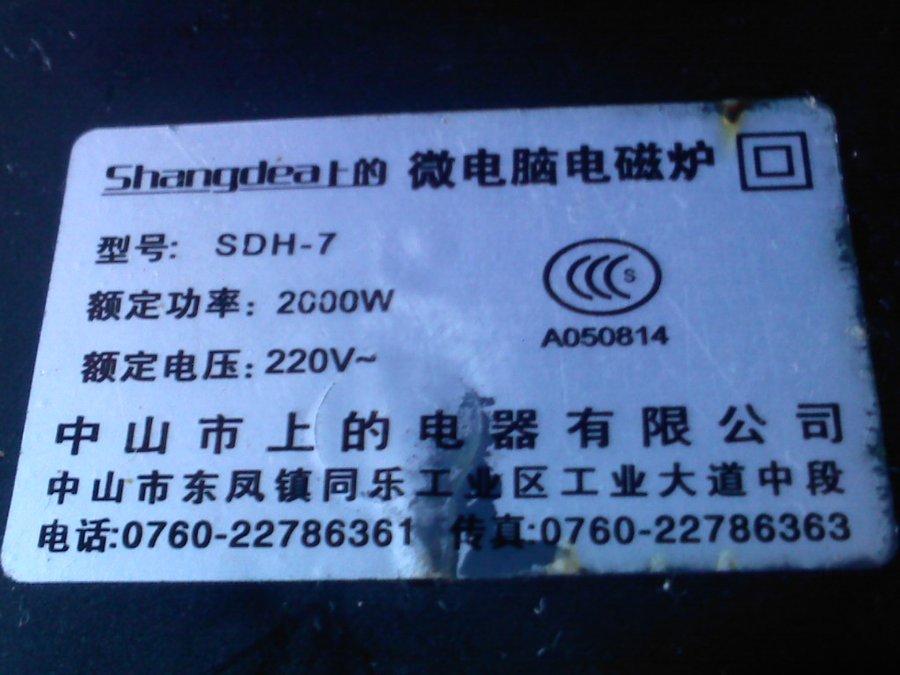 Shangdea上的 微电脑电磁炉
型号: SDH-7
额定功率: 2000W
S
A050814
额定电压: 220V~
中山市上的电器有限公司
中山市东凤镇同乐工业区工业大道中段
电话:0760-22786361 传真:0760-22786363